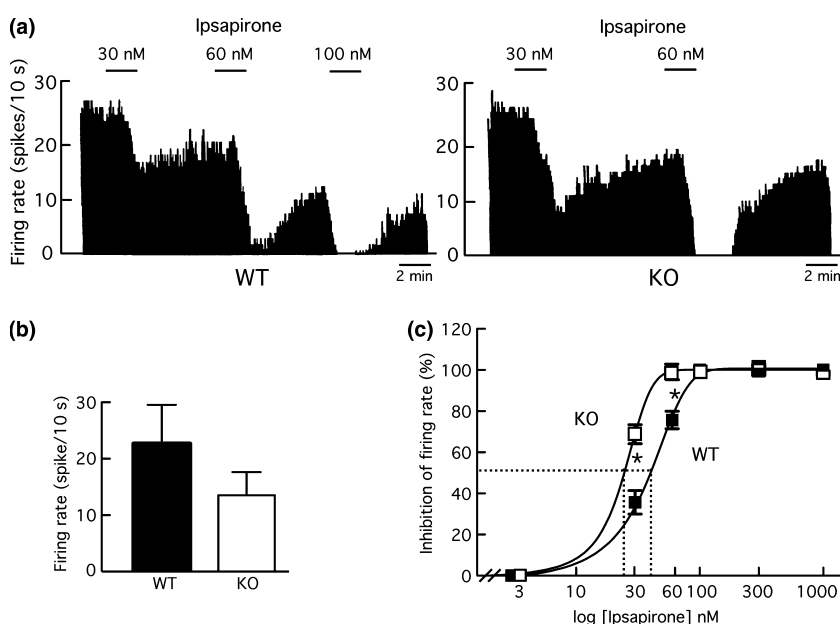 (a)
Ipsapirone
30 nM 60 nM 100 nM
Firing rate (spikes/10 s)
30
20
10
0
WT
2 min
Ipsapirone
30 nM 60 nM
30
20
10
0
KO
2 min
(b)
Firing rate (spike/10 s)
30
20
10
0
WT KO
(c)
Inhibition of firing rate (%)
120
100
80
60
40
20
0
KO
WT
*
*
3 10 30 60 100 300 1000
log [Ipsapirone] nM